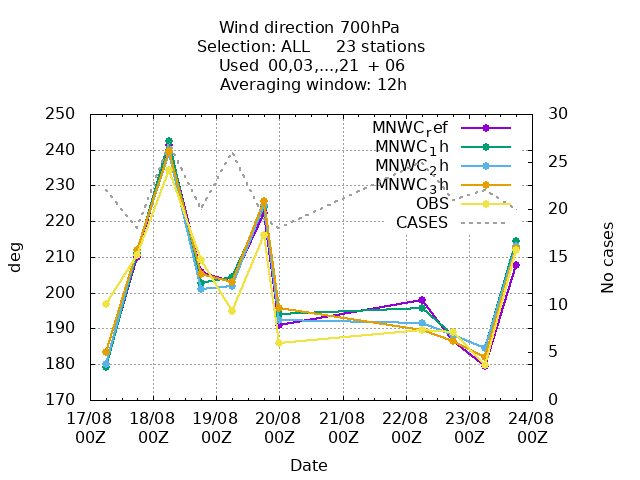 Wind direction 700hPa
Selection: ALL 23 stations
Used 00,03,...,21 + 06
Averaging window: 12h
250
240
230
220
210
200
190
180
170
deg
30
25
20
15
10
5
0
No cases
MNWC_ref
MNWC_1h
MNWC_2h
MNWC_3h
OBS
CASES
17/08 18/08 19/08 20/08 21/08 22/08 23/08 24/08
00Z 00Z 00Z 00Z 00Z 00Z 00Z 00Z
Date